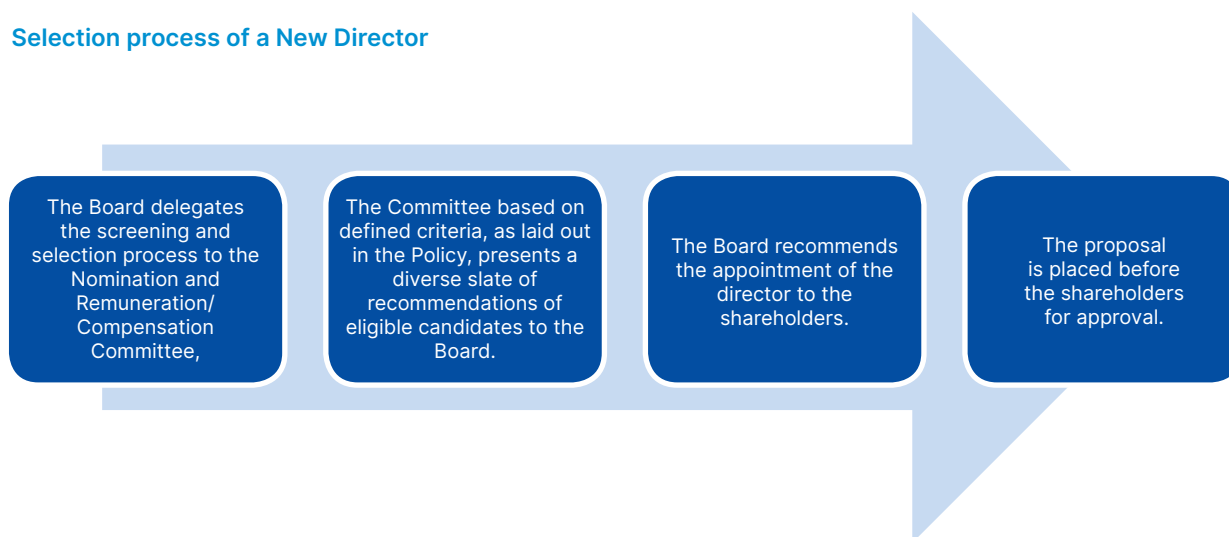 Selection process of a New Director
The Board delegates
the screening and
selection process to the
Nomination and
Remuneration/
Compensation
Committee,
The Committee based on
defined criteria, as laid out
in the Policy, presents a
diverse slate of
recommendations of
eligible candidates to the
Board.
The Board recommends
the appointment of the
director to the
shareholders.
The proposal
is placed before
the shareholders
for approval.